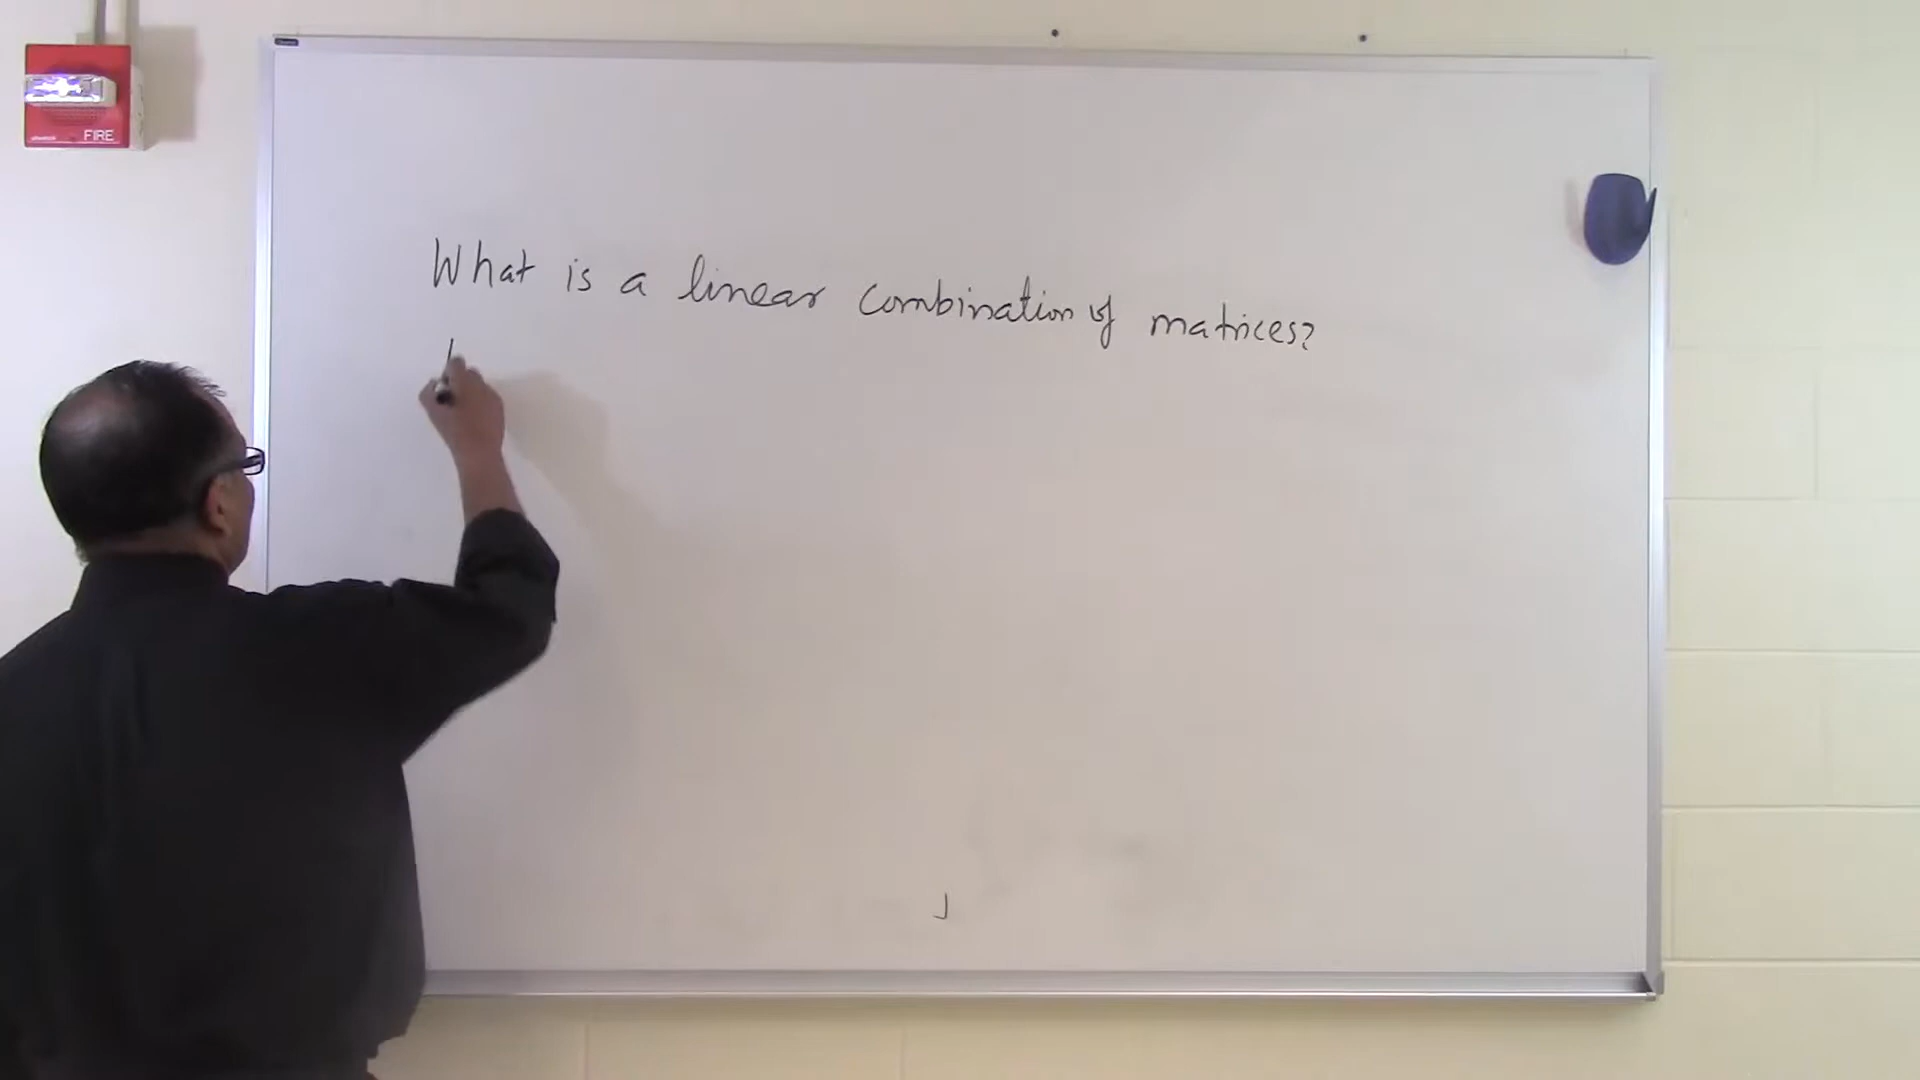 FIRE
What is a linear combination of matrices?